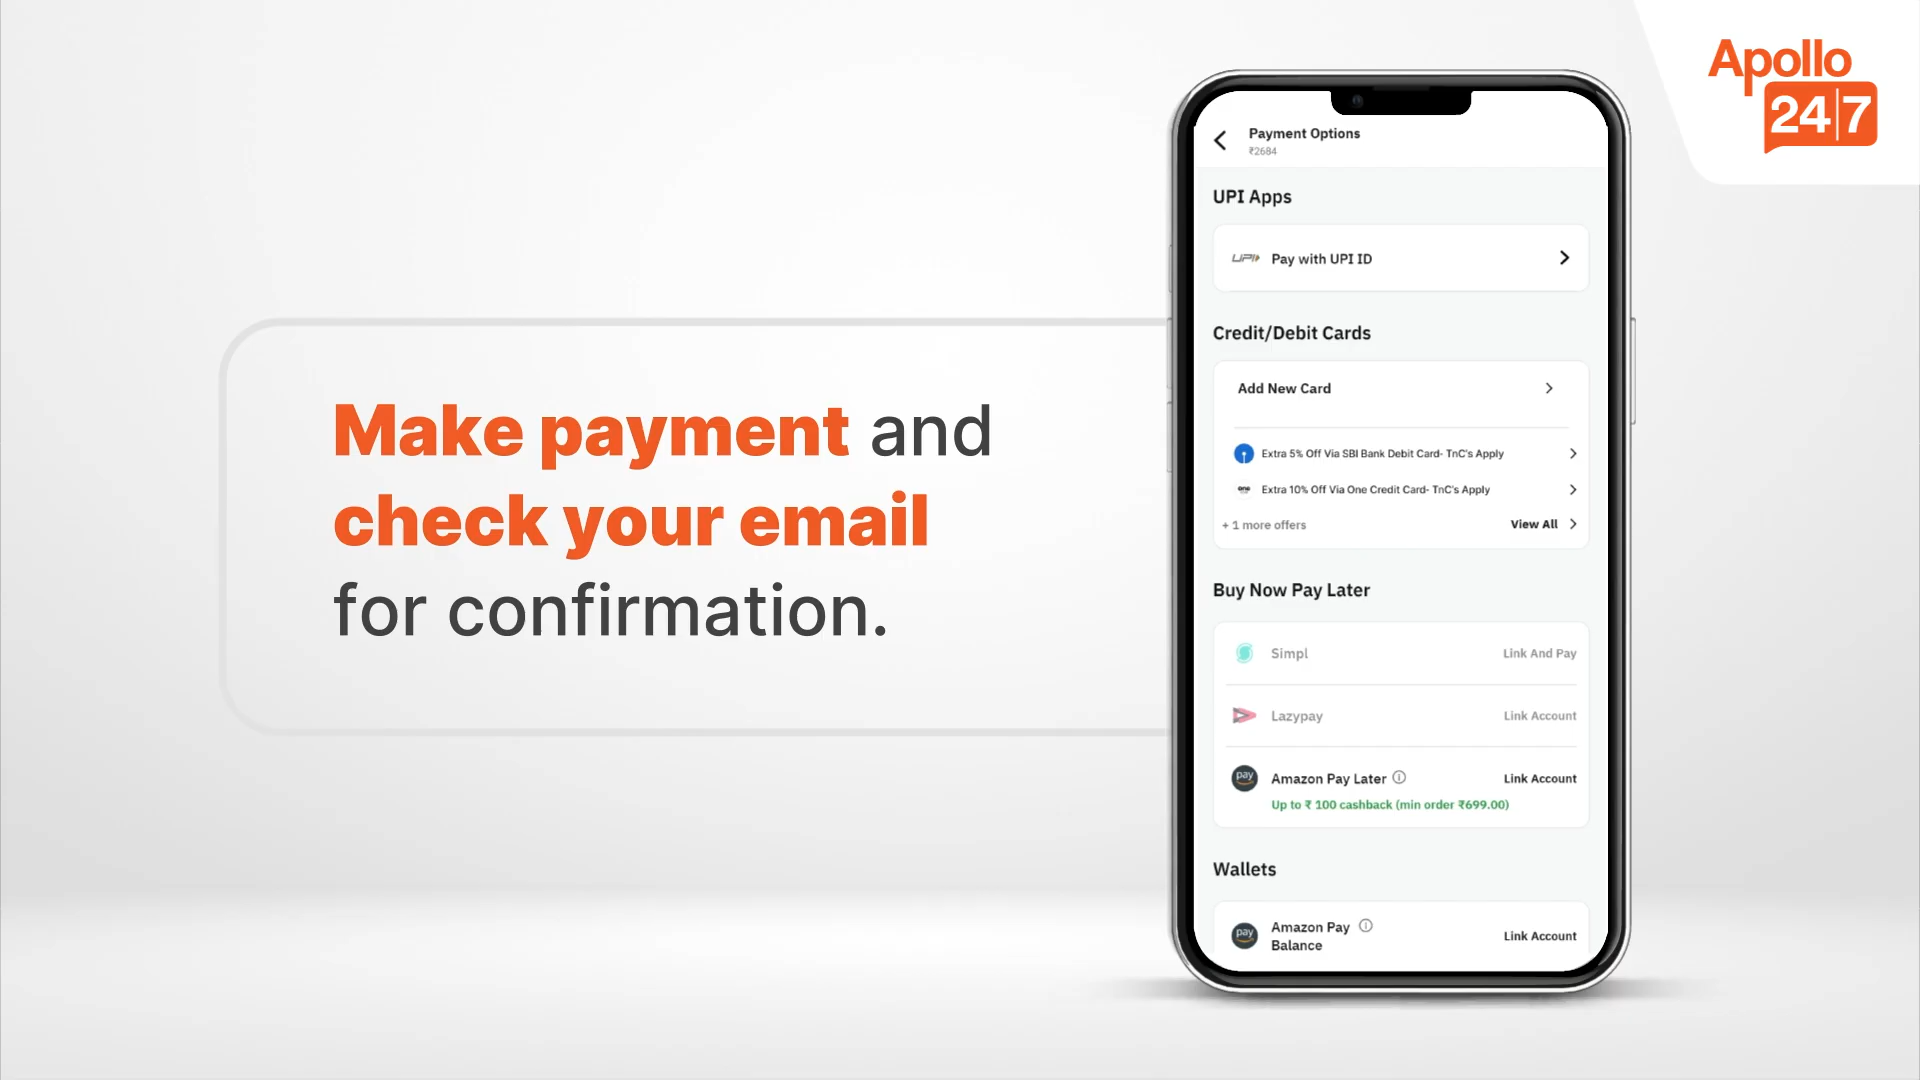 Make payment and
check your email
for confirmation.
Apollo
24|7
Payment Options
₹2684
UPI Apps
UPI Pay with UPI ID
Credit/Debit Cards
Add New Card
Extra 5% Off Via SBI Bank Debit Card- TnC's Apply
one Extra 10% Off Via One Credit Card- TnC's Apply
+ 1 more offers View All
Buy Now Pay Later
Simpl Link And Pay
Lazypay Link Account
pay Amazon Pay Later Link Account
Up to ₹ 100 cashback (min order ₹699.00)
Wallets
pay Amazon Pay Balance Link Account